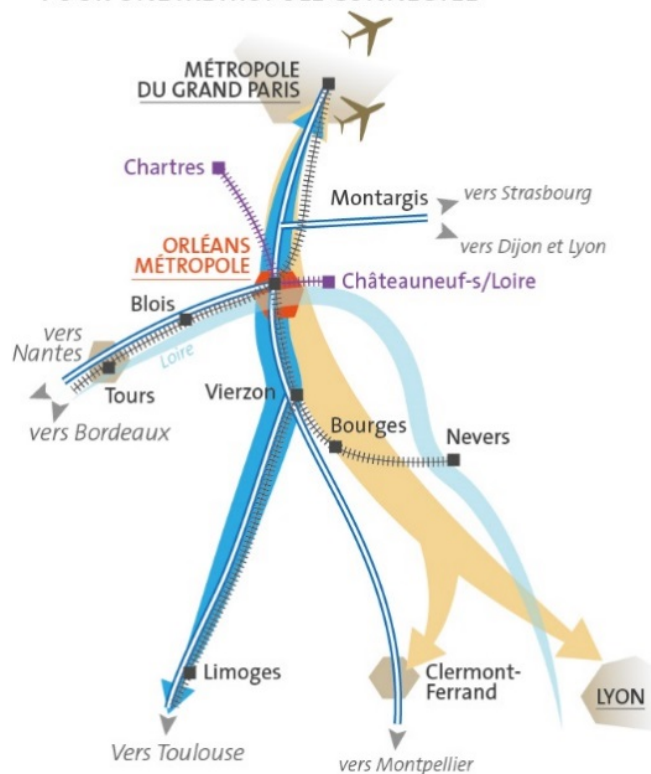 MÉTROPOLE
DU GRAND PARIS
Chartres
Montargis
vers Strasbourg
vers Dijon et Lyon
ORLÉANS
MÉTROPOLE
Châteauneuf-s/Loire
Blois
vers
Nantes
Loire
Tours
Vierzon
vers Bordeaux
Bourges
Nevers
Limoges
Clermont-
Ferrand
LYON
Vers Toulouse
vers Montpellier